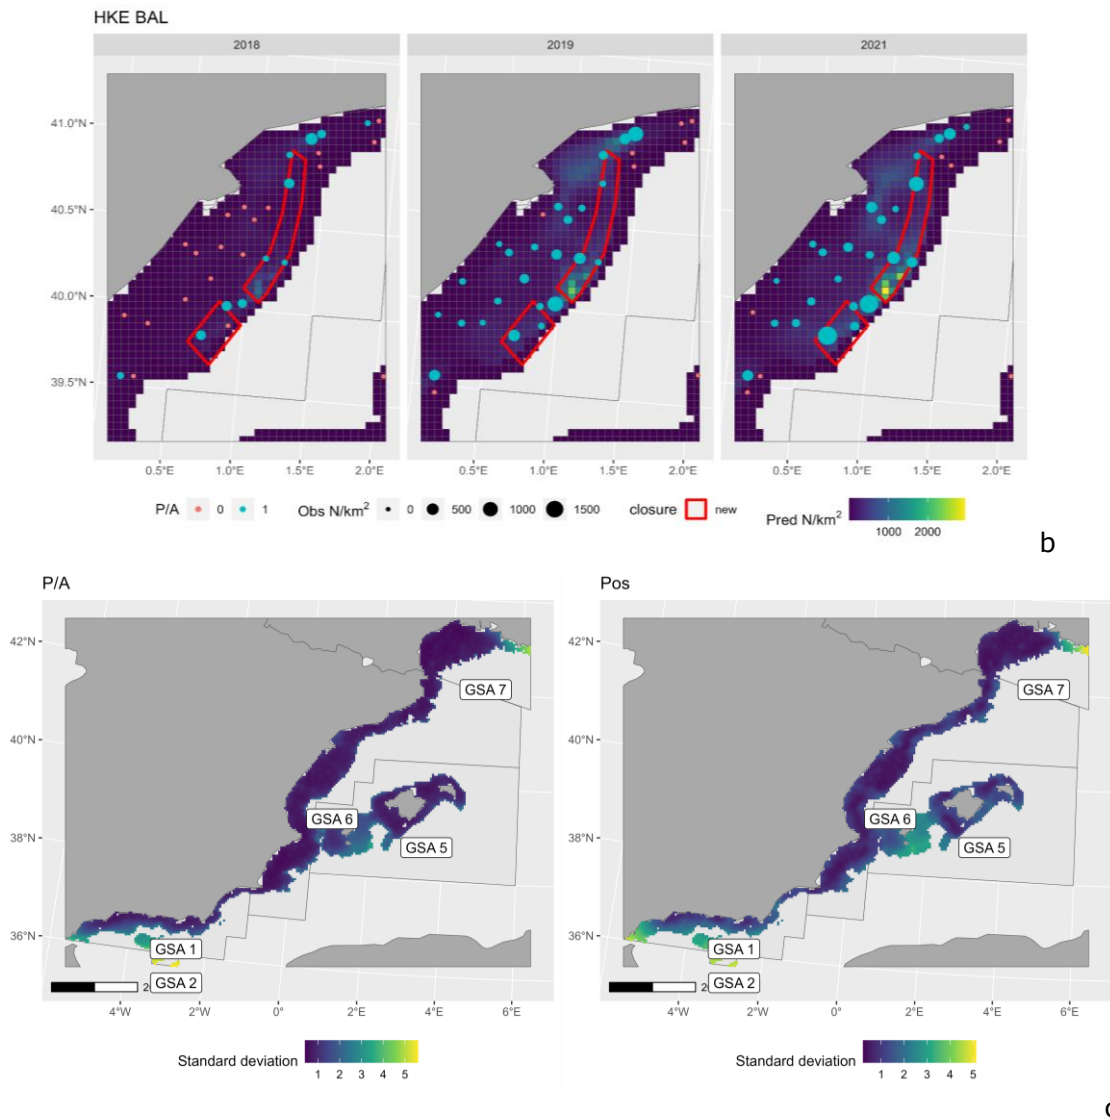 HKE BAL
2018 2019 2021
41.0°N
40.5°N
40.0°N
39.5°N
0.5°E 1.0°E 1.5°E 2.0°E 0.5°E 1.0°E 1.5°E 2.0°E 0.5°E 1.0°E 1.5°E 2.0°E
P/A 0 1 Obs N/km² 0 500 1000 1500 closure new Pred N/km² 1000 2000
b
P/A
42°N
40°N
38°N
36°N
GSA 7
GSA 6
GSA 5
GSA 1
GSA 2
2
4°W 2°W 0° 2°E 4°E 6°E
Standard deviation 1 2 3 4 5
Pos
42°N
40°N
38°N
36°N
GSA 7
GSA 6
GSA 5
GSA 1
GSA 2
2
4°W 2°W 0° 2°E 4°E 6°E
Standard deviation 1 2 3 4 5